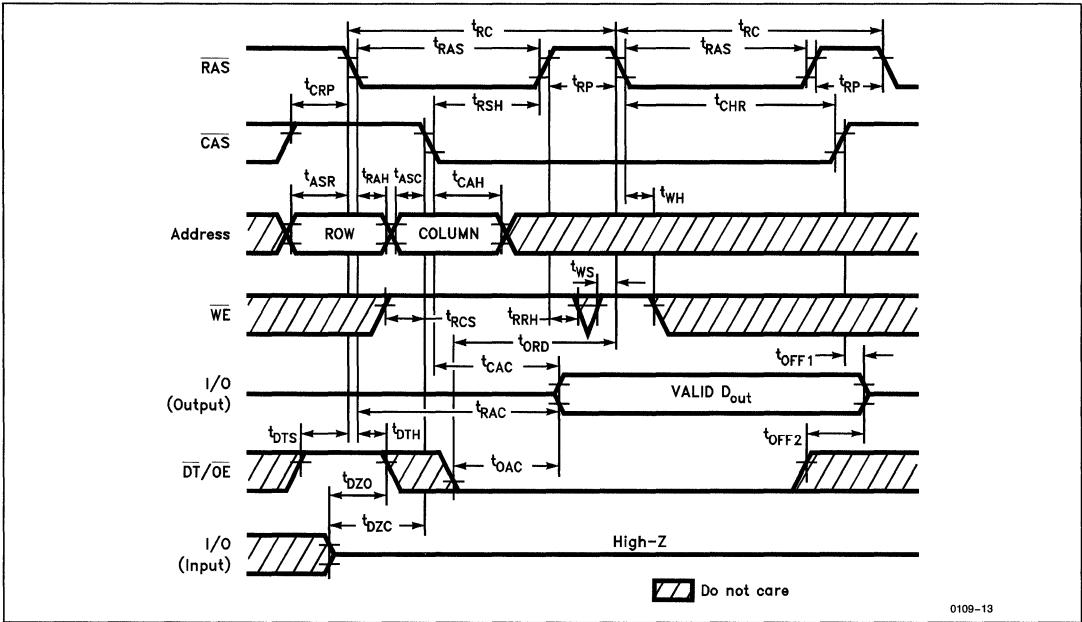 tRC tRC
RAS tRAS tRAS
tCRP tRSH tRP tCHR tRP
CAS
tASR tRAH tASC tCAH tWH
Address ROW COLUMN
tWS
WE tRCS tRRH
tORD
tCAC tOFF1
I/O (Output) VALID Dout
tRAC
tDTS tDTH tOFF2
DT/OE tOAC
tDZO
tDZC
I/O (Input) High-Z
Do not care
0109-13